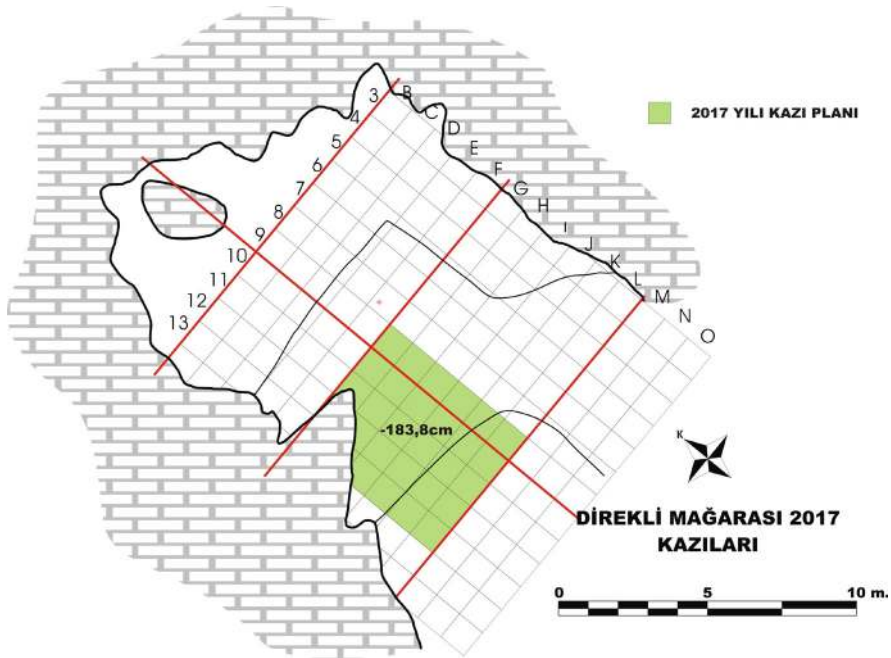 3
4
5
6
7
8
9
10
11
12
13
B
C
D
E
F
G
H
I
J
K
L
M
N
O
2017 YILI KAZI PLANI
-183,8cm
K
DİREKLİ MAĞARASI 2017
KAZILARI
0 5 10 m.